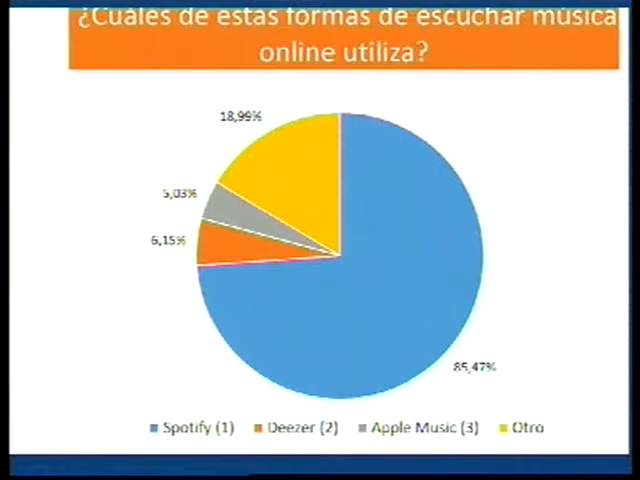 ¿Cuáles de estas formas de escuchar música
online utiliza?
18,99%
5,03%
6,15%
85,47%
Spotify (1) Deezer (2) Apple Music (3) Otro